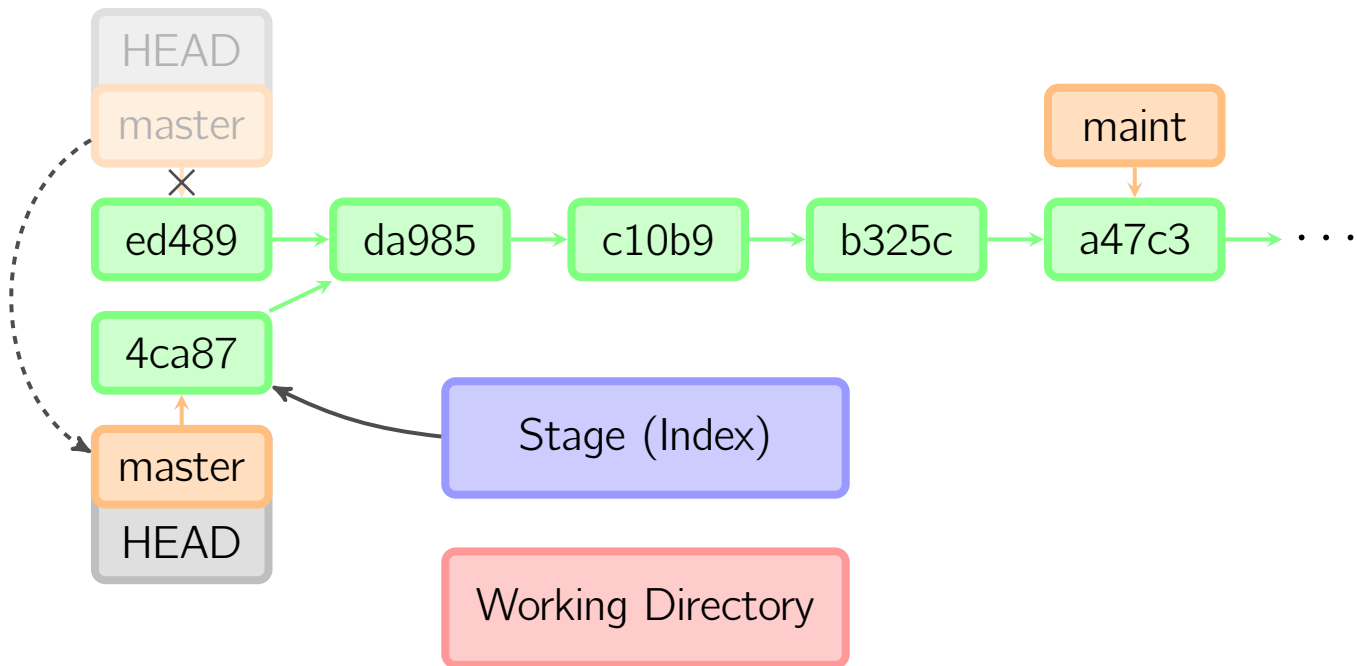 HEAD
master
maint
ed489
da985
c10b9
b325c
a47c3
...
4ca87
Stage (Index)
master
HEAD
Working Directory